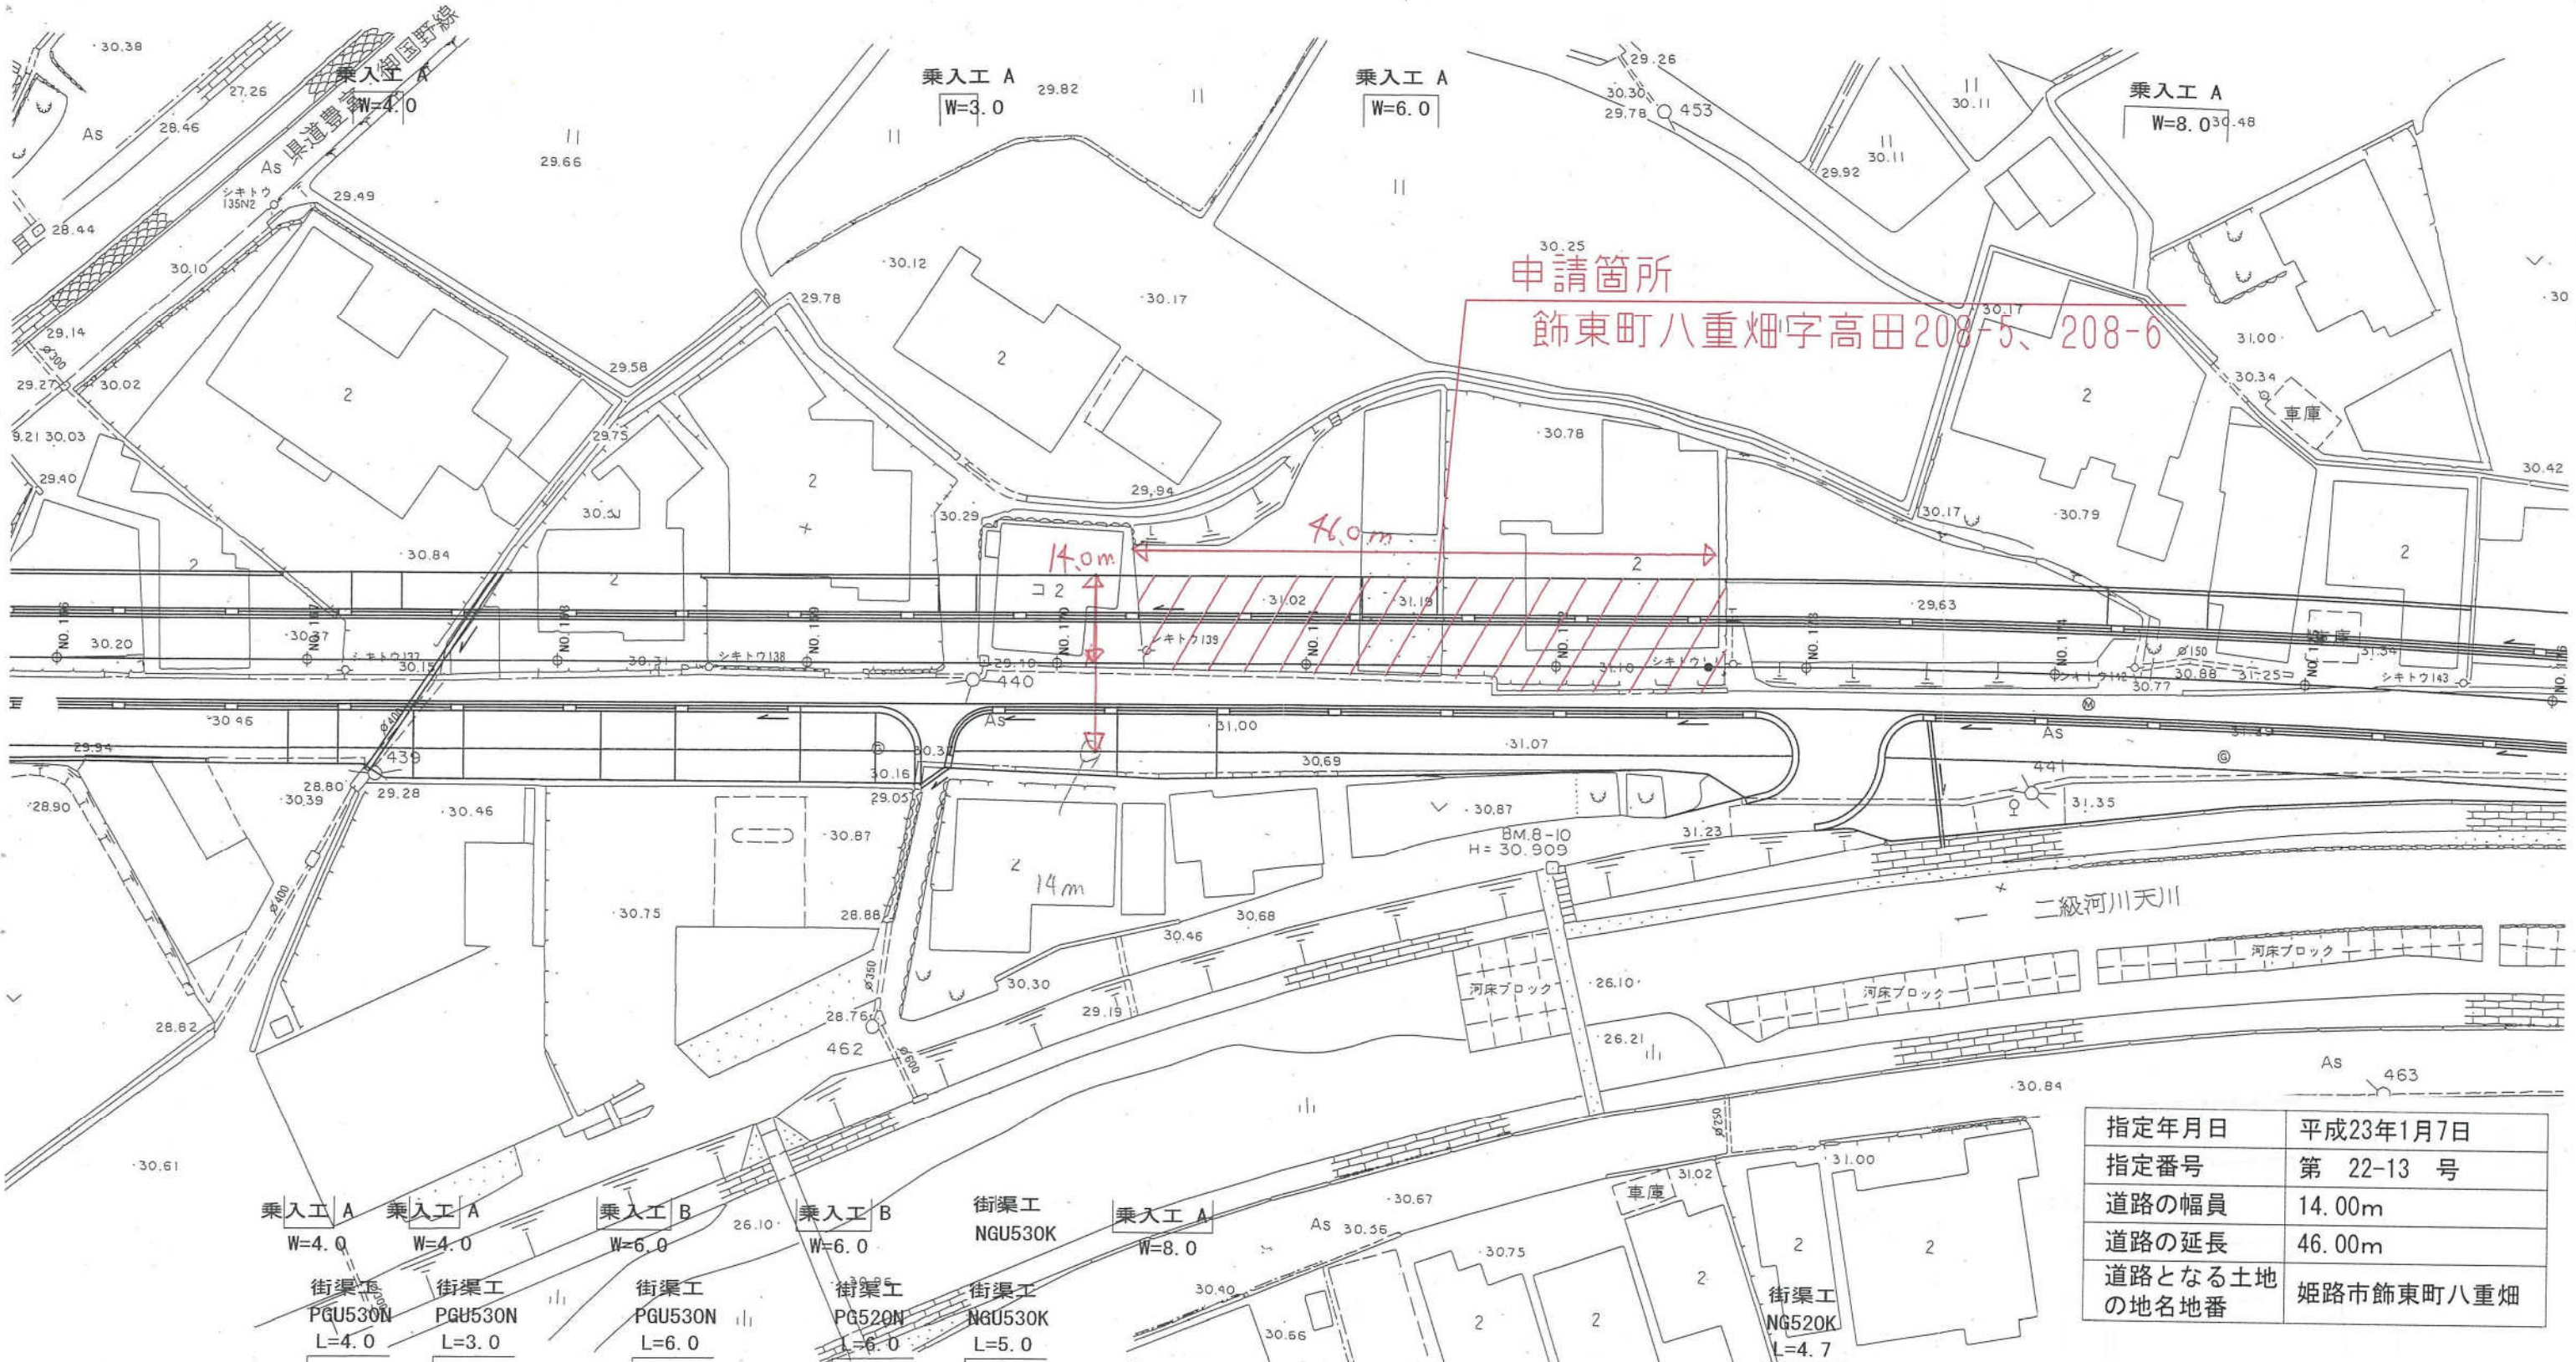 ·30.38
27.26
28.46
28.44
As
As
県道豊富御国野線
乗入工 A
W=4.0
乗入工 A
W=3.0
29.82
乗入工 A
W=6.0
29.26
30.30
29.78
453
30.11
30.11
29.92
乗入工 A
W=8.0
30.48
29.66
シキトウ
135N2
29.49
30.10
29.14
ø300
29.27
30.02
9.21 30.03
29.40
2
29.58
29.75
29.78
·30.12
·30.17
2
30.25
申請箇所
飾東町八重畑字高田208-5、208-6
30.17
31.00
30.34
車庫
·30
30.42
2
·30.78
·30.79
30.17
2
2
29.94
30.29
·30.84
2
2
14.0m
46.0m
コ2
2
·31.02
·31.19
·29.63
30.20
·30.37
シキトウ137
30.15
シキトウ138
シキトウ139
NO.170
440
ø150
30.88
31.25
30.77
シキトウ143
·30.46
29.94
ø400
439
28.80
·30.39
29.28
·28.90
30.16
29.05
As
·31.00
·31.07
30.69
As
441
31.35
·30.46
·30.87
2
14m
·30.87
BM.8-10
H=30.909
31.23
二級河川天川
·30.75
28.88
ø350
30.68
30.46
30.30
29.19
28.76
462
ø600
ø400
28.82
河床ブロック
河床ブロック
河床ブロック
·26.10·
·26.21
As
463
·30.84
ø250
·30.61
26.10·
·30.67
As 30.56
·30.75
30.40
30.66
車庫
31.02
31.00
2
2
2
2
2
指定年月日 平成23年1月7日
指定番号 第 22-13 号
道路の幅員 14.00m
道路の延長 46.00m
道路となる土地の地名地番 姫路市飾東町八重畑
乗入工 A
W=4.0
乗入工 A
W=4.0
乗入工 B
W=6.0
乗入工 B
W=6.0
街渠工
NGU530K
乗入工 A
W=8.0
街渠工
PGU530N
L=4.0
街渠工
PGU530N
L=3.0
街渠工
PGU530N
L=6.0
街渠工
PG520N
L=6.0
街渠工
NGU530K
L=5.0
街渠工
NG520K
L=4.7